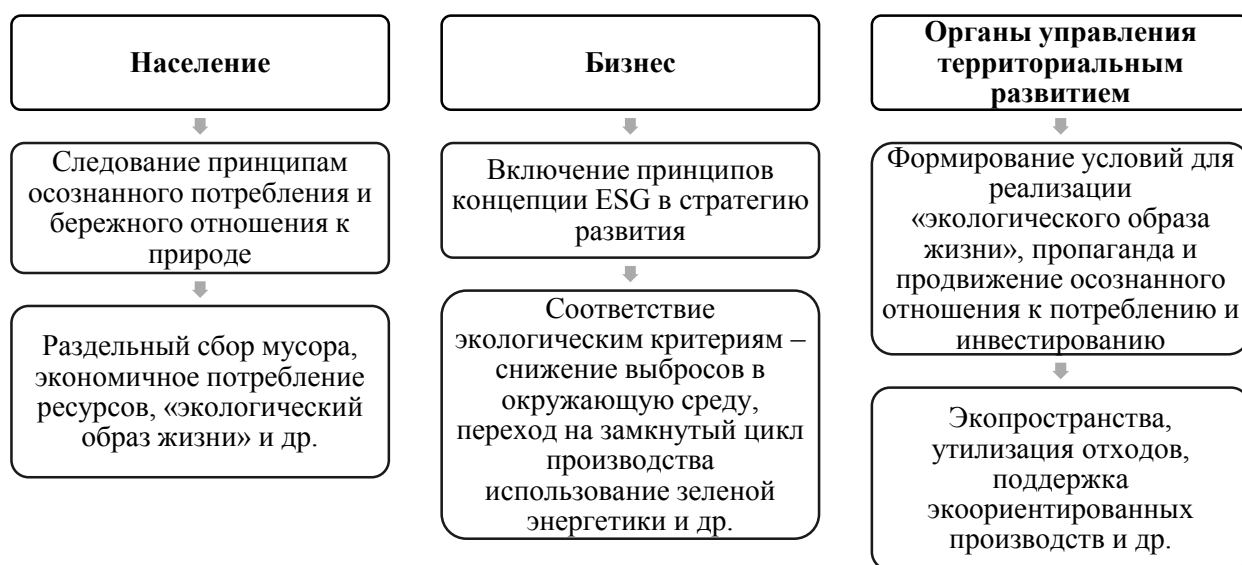 Население
Следование принципам
осознанного потребления и
бережного отношения к
природе
Раздельный сбор мусора,
экономичное потребление
ресурсов, «экологический
образ жизни» и др.
Бизнес
Включение принципов
концепции ESG в стратегию
развития
Соответствие
экологическим критериям –
снижение выбросов в
окружающую среду,
переход на замкнутый цикл
производства
использование зеленой
энергетики и др.
Органы управления
территориальным
развитием
Формирование условий для
реализации
«экологического образа
жизни», пропаганда и
продвижение осознанного
отношения к потреблению и
инвестированию
Экопространства,
утилизация отходов,
поддержка
экоориентированных
производств и др.